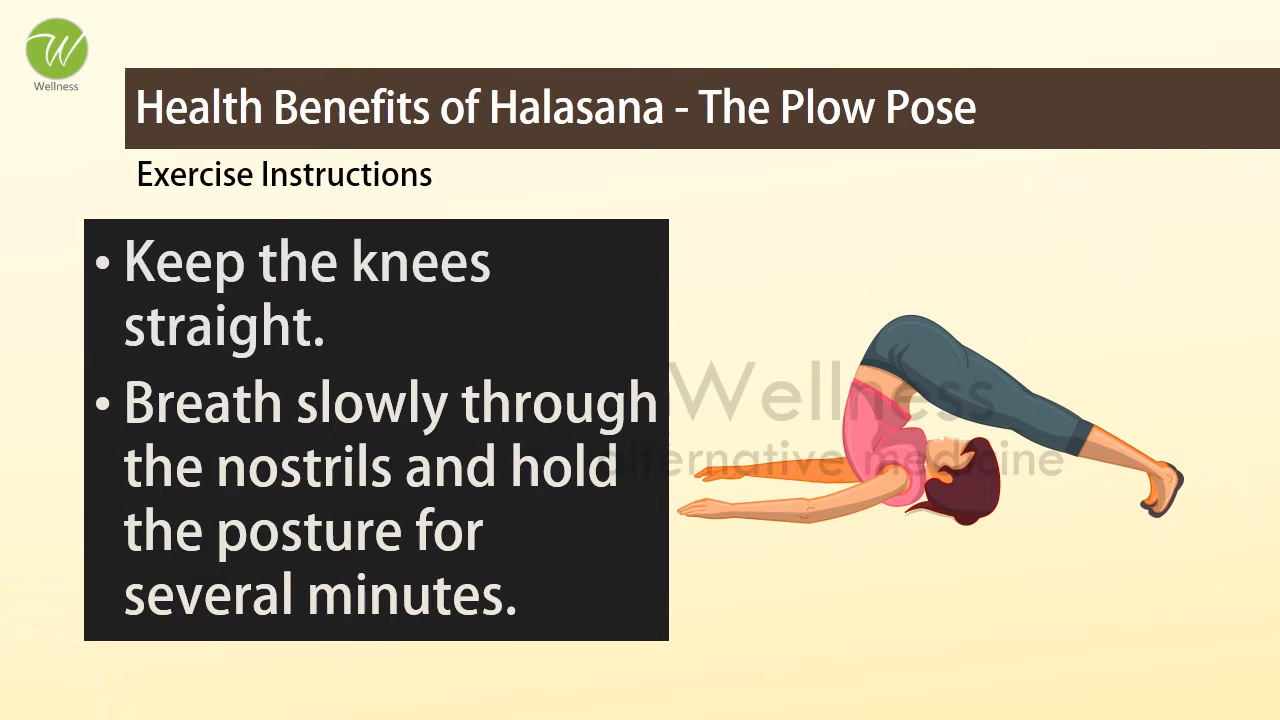 W
Wellness
Health Benefits of Halasana - The Plow Pose
Exercise Instructions
• Keep the knees
straight.
• Breath slowly through
the nostrils and hold
the posture for
several minutes.
Wellness
alternative medicine